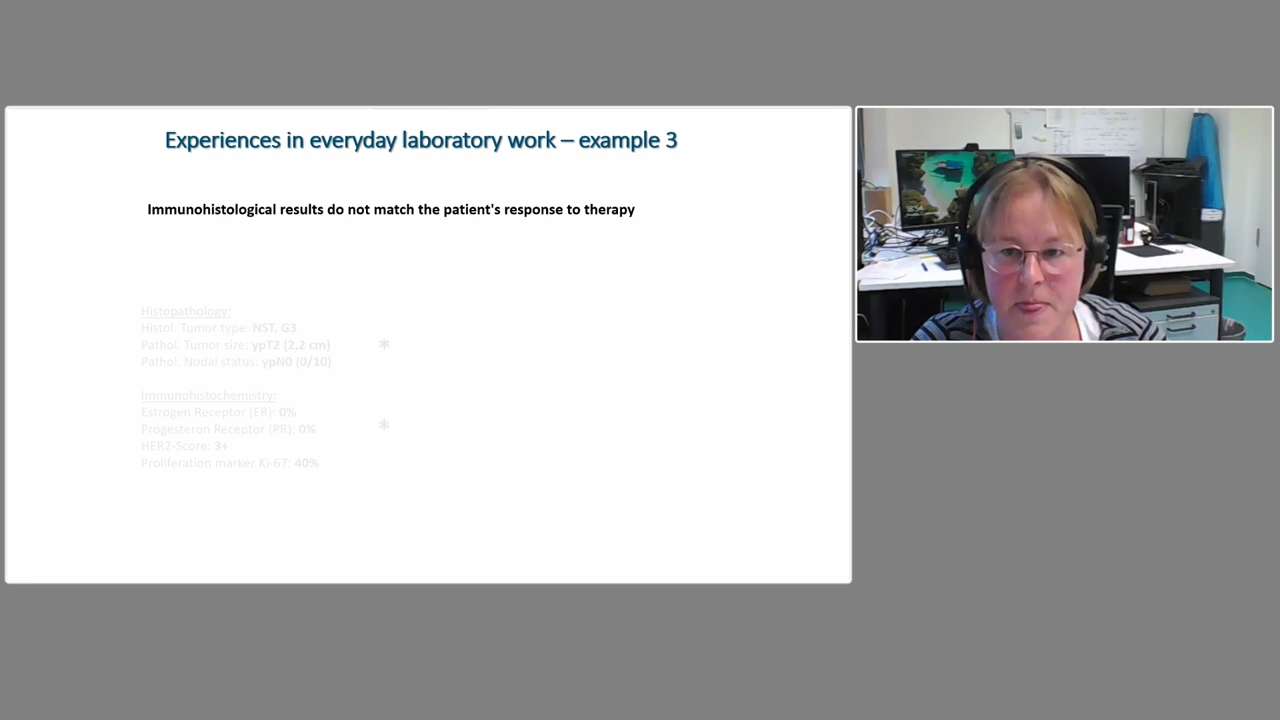 Experiences in everyday laboratory work – example 3
Immunohistological results do not match the patient's response to therapy
Histopathology:
Histol. Tumor type: NST, G3
Pathol. Tumor size: ypT2 (2,2 cm)
*
Pathol. Nodal status: ypN0 (0/10)
Immunohistochemistry:
Estrogen Receptor (ER): 0%
Progesteron Receptor (PR): 0%
*
HER2-Score: 3+
Proliferation marker Ki-67: 40%